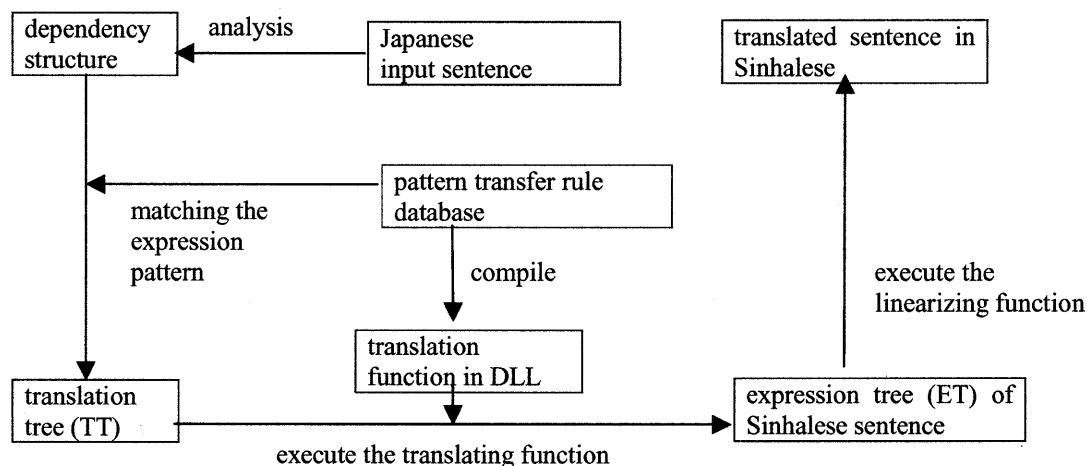 dependency
structure
analysis
Japanese
input sentence
translated sentence in
Sinhalese
pattern transfer rule
database
matching the
expression
pattern
compile
execute the
linearizing function
translation
function in DLL
translation
tree (TT)
expression tree (ET) of
Sinhalese sentence
execute the translating function